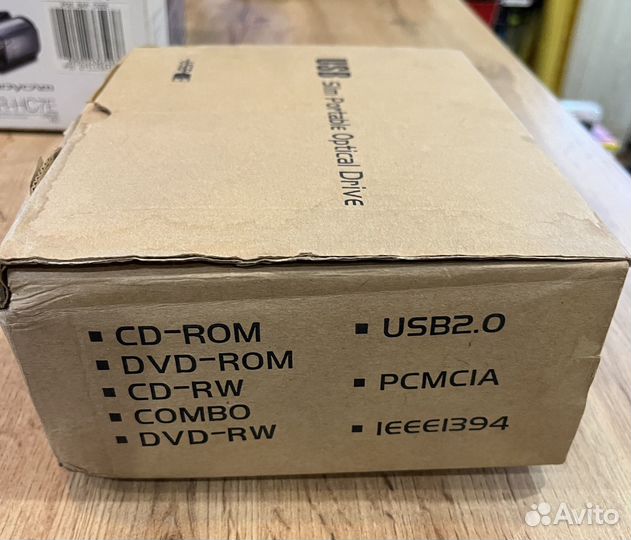 USB Slim Portable Optical Drive
■ CD-ROM
■ DVD-ROM
■ CD-RW
■ COMBO
■ DVD-RW
■ USB2.0
■ PCMCIA
■ IEEE1394
Avito